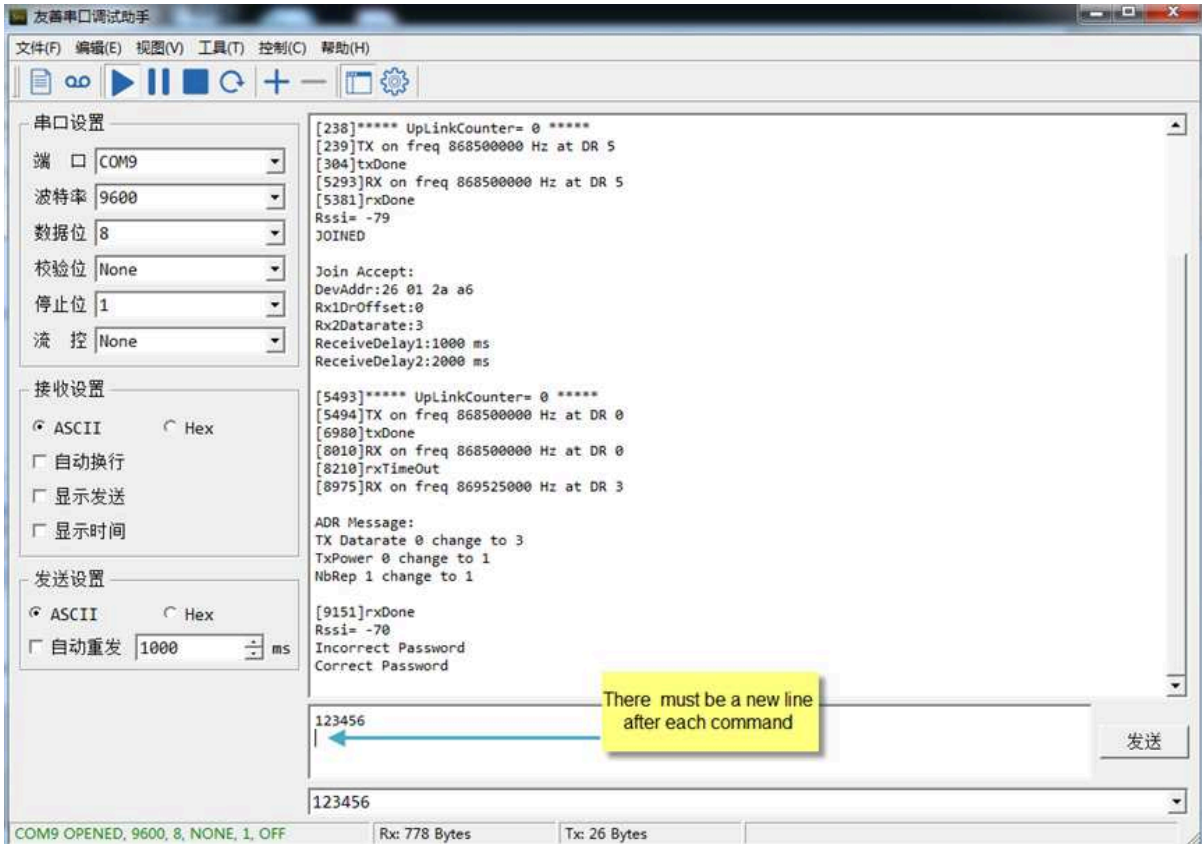 友善串口调试助手
文件(F) 编辑(E) 视图(V) 工具(T) 控制(C) 帮助(H)
串口设置
端 口 COM9
波特率 9600
数据位 8
校验位 None
停止位 1
流 控 None
接收设置
ASCII Hex
自动换行
显示发送
显示时间
发送设置
ASCII Hex
自动重发 1000 ms
[238]***** UpLinkCounter= 0 *****
[239]TX on freq 868500000 Hz at DR 5
[304]txDone
[5293]RX on freq 868500000 Hz at DR 5
[5381]rxDone
Rssi= -79
JOINED
Join Accept:
DevAddr:26 01 2a a6
Rx1DrOffset:0
Rx2Datarate:3
ReceiveDelay1:1000 ms
ReceiveDelay2:2000 ms
[5493]***** UpLinkCounter= 0 *****
[5494]TX on freq 868500000 Hz at DR 0
[6980]txDone
[8010]RX on freq 868500000 Hz at DR 0
[8210]rxTimeOut
[8975]RX on freq 869525000 Hz at DR 3
ADR Message:
TX Datarate 0 change to 3
TxPower 0 change to 1
NbRep 1 change to 1
[9151]rxDone
Rssi= -70
Incorrect Password
Correct Password
There must be a new line
after each command
123456
发送
123456
COM9 OPENED, 9600, 8, NONE, 1, OFF Rx: 778 Bytes Tx: 26 Bytes